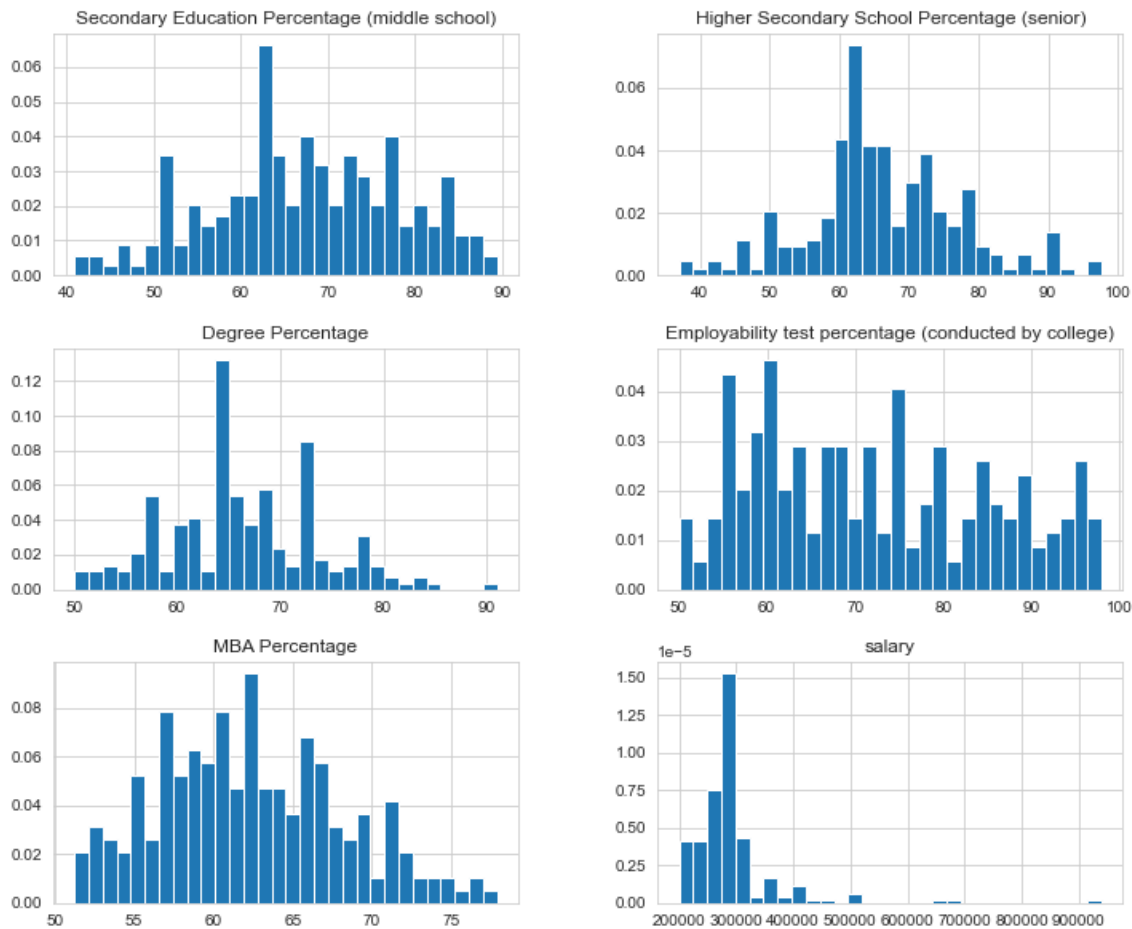 Secondary Education Percentage (middle school)
0.06
0.05
0.04
0.03
0.02
0.01
0.00
40 50 60 70 80 90
Higher Secondary School Percentage (senior)
0.06
0.04
0.02
0.00
40 50 60 70 80 90 100
Degree Percentage
0.12
0.10
0.08
0.06
0.04
0.02
0.00
50 60 70 80 90
Employability test percentage (conducted by college)
0.04
0.03
0.02
0.01
0.00
50 60 70 80 90 100
MBA Percentage
0.08
0.06
0.04
0.02
0.00
50 55 60 65 70 75
salary
1e−5
1.50
1.25
1.00
0.75
0.50
0.25
0.00
200000 300000 400000 500000 600000 700000 800000 900000